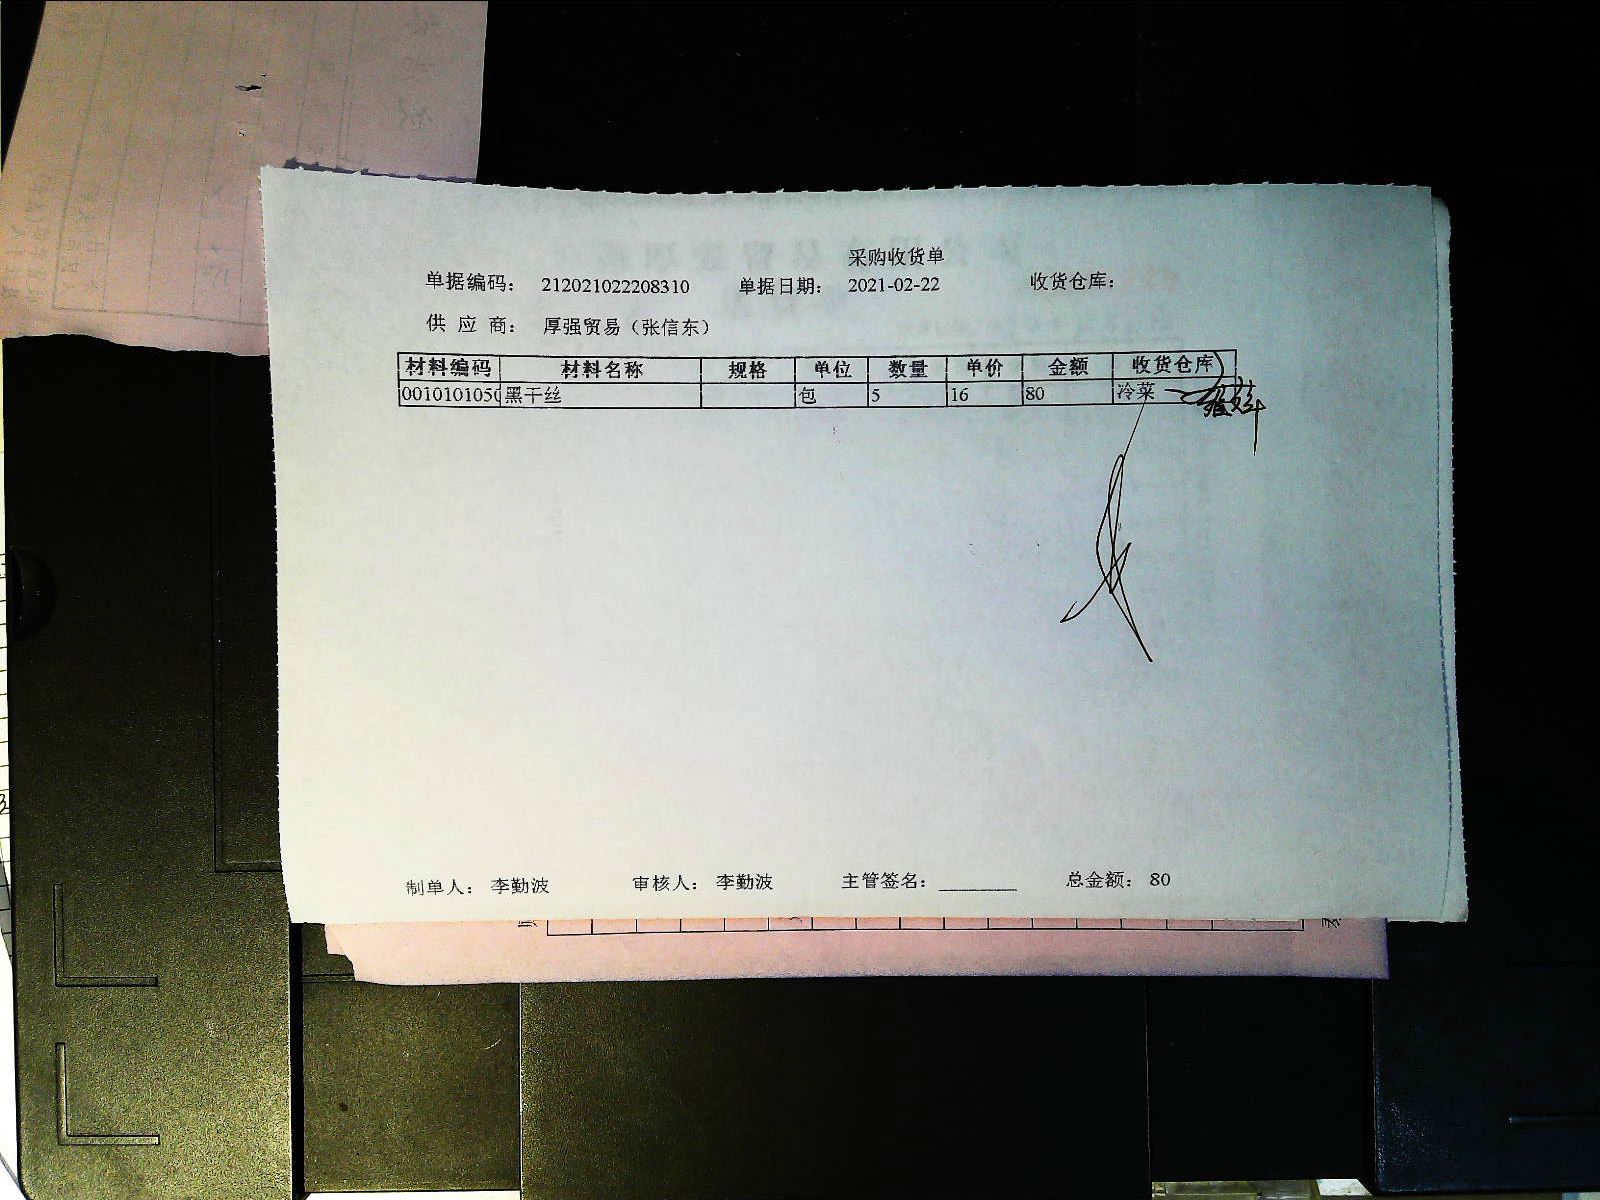 采购收货单
单据编码： 212021022208310 单据日期： 2021-02-22 收货仓库：
供 应 商： 厚强贸易（张信东）
材料编码 材料名称 规格 单位 数量 单价 金额 收货仓库
0010101050 黑干丝 包 5 16 80 冷菜
制单人： 李勤波 审核人： 李勤波 主管签名： 总金额： 80